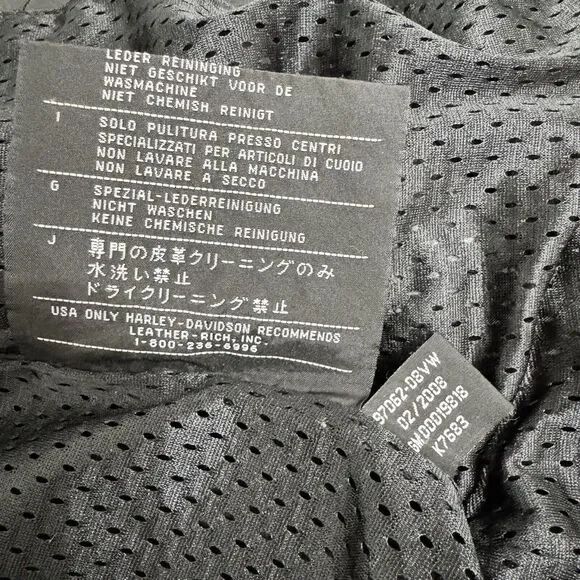 LEDER REINIGING
NIET GESCHIKT VOOR DE
WASMACHINE
NIET CHEMISH REINIGT
I SOLO PULITURA PRESSO CENTRI
SPECIALIZZATI PER ARTICOLI DI CUOIO
NON LAVARE ALLA MACCHINA
NON LAVARE A SECCO
G SPEZIAL-LEDERREINIGUNG
NICHT WASCHEN
KEINE CHEMISCHE REINIGUNG
J 専門の皮革クリーニングのみ
水洗い禁止
ドライクリーニング禁止
USA ONLY HARLEY-DAVIDSON RECOMMENDS
LEATHER-RICH, INC.
1-800-236-6996
97062-08VW
02/2008
GM00019818
K7683